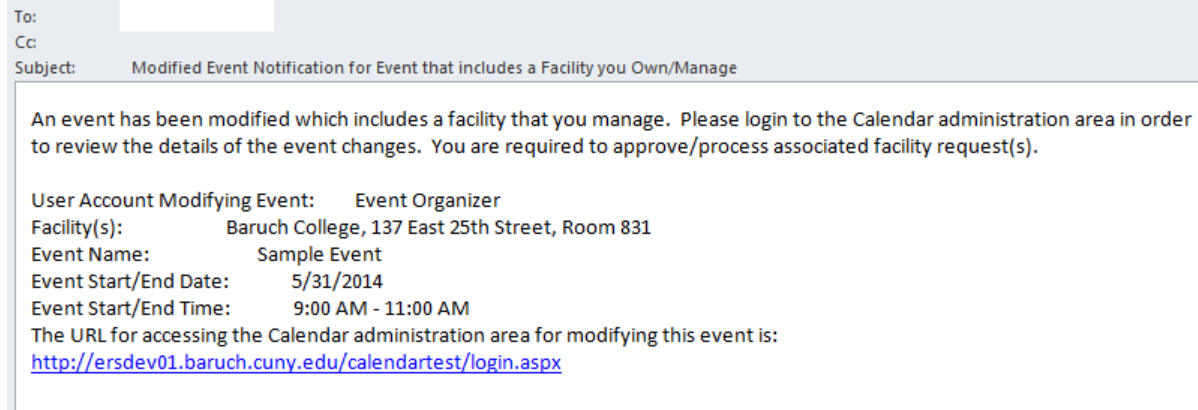 To:
Cc:
Subject: Modified Event Notification for Event that includes a Facility you Own/Manage
An event has been modified which includes a facility that you manage.  Please login to the Calendar administration area in order
to review the details of the event changes.  You are required to approve/process associated facility request(s).
User Account Modifying Event: Event Organizer
Facility(s): Baruch College, 137 East 25th Street, Room 831
Event Name: Sample Event
Event Start/End Date: 5/31/2014
Event Start/End Time: 9:00 AM - 11:00 AM
The URL for accessing the Calendar administration area for modifying this event is:
http://ersdev01.baruch.cuny.edu/calendartest/login.aspx